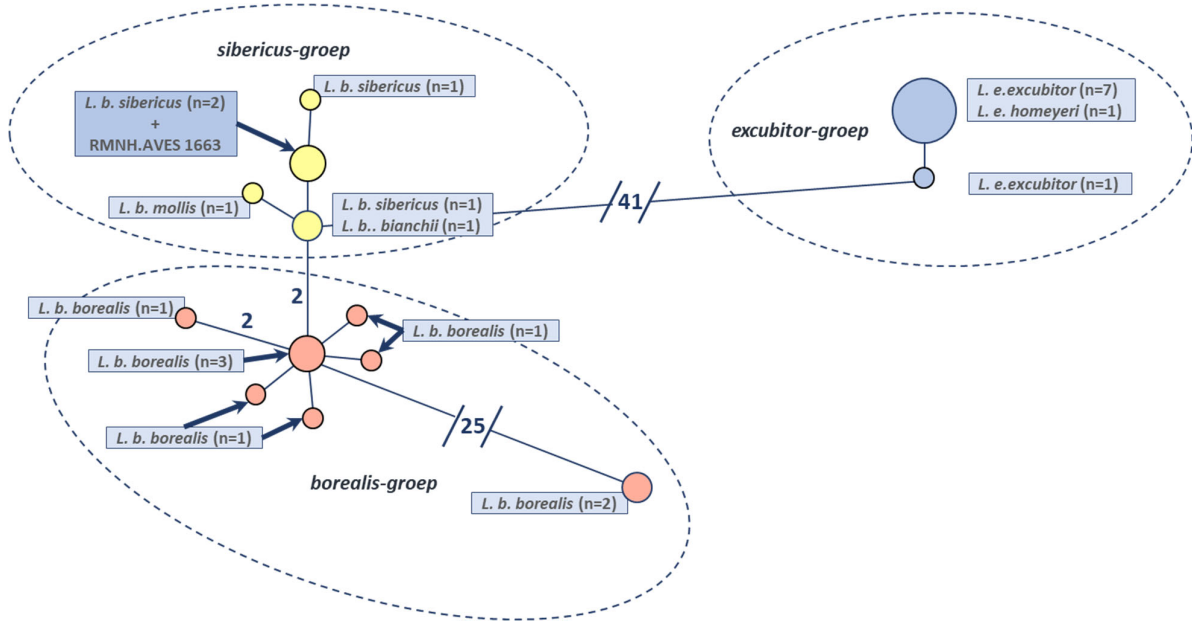 sibericus-groep
L. b. sibericus (n=1)
L. b. sibericus (n=2)
+
RMNH.AVES 1663
L. b. mollis (n=1)
L. b. sibericus (n=1)
L. b.. bianchii (n=1)
41
excubitor-groep
L. e.excubitor (n=7)
L. e. homeyeri (n=1)
L. e.excubitor (n=1)
2
L. b. borealis (n=1)
2
L. b. borealis (n=1)
L. b. borealis (n=3)
L. b. borealis (n=1)
25
borealis-groep
L. b. borealis (n=2)